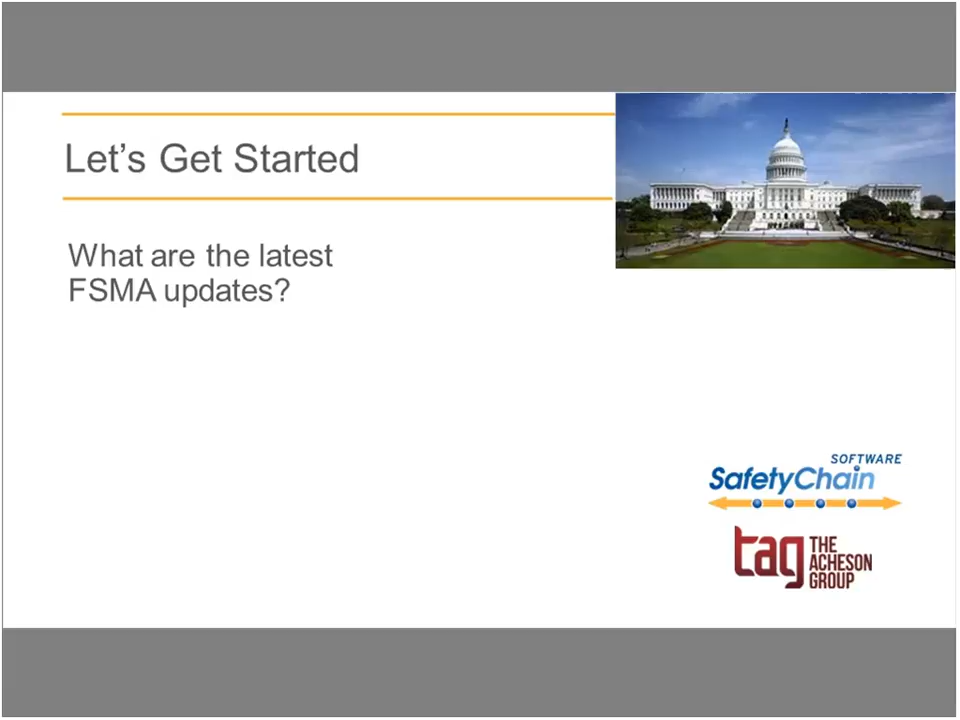 Let’s Get Started
What are the latest
FSMA updates?
SOFTWARE
SafetyChain
tag THE
ACHESON
GROUP